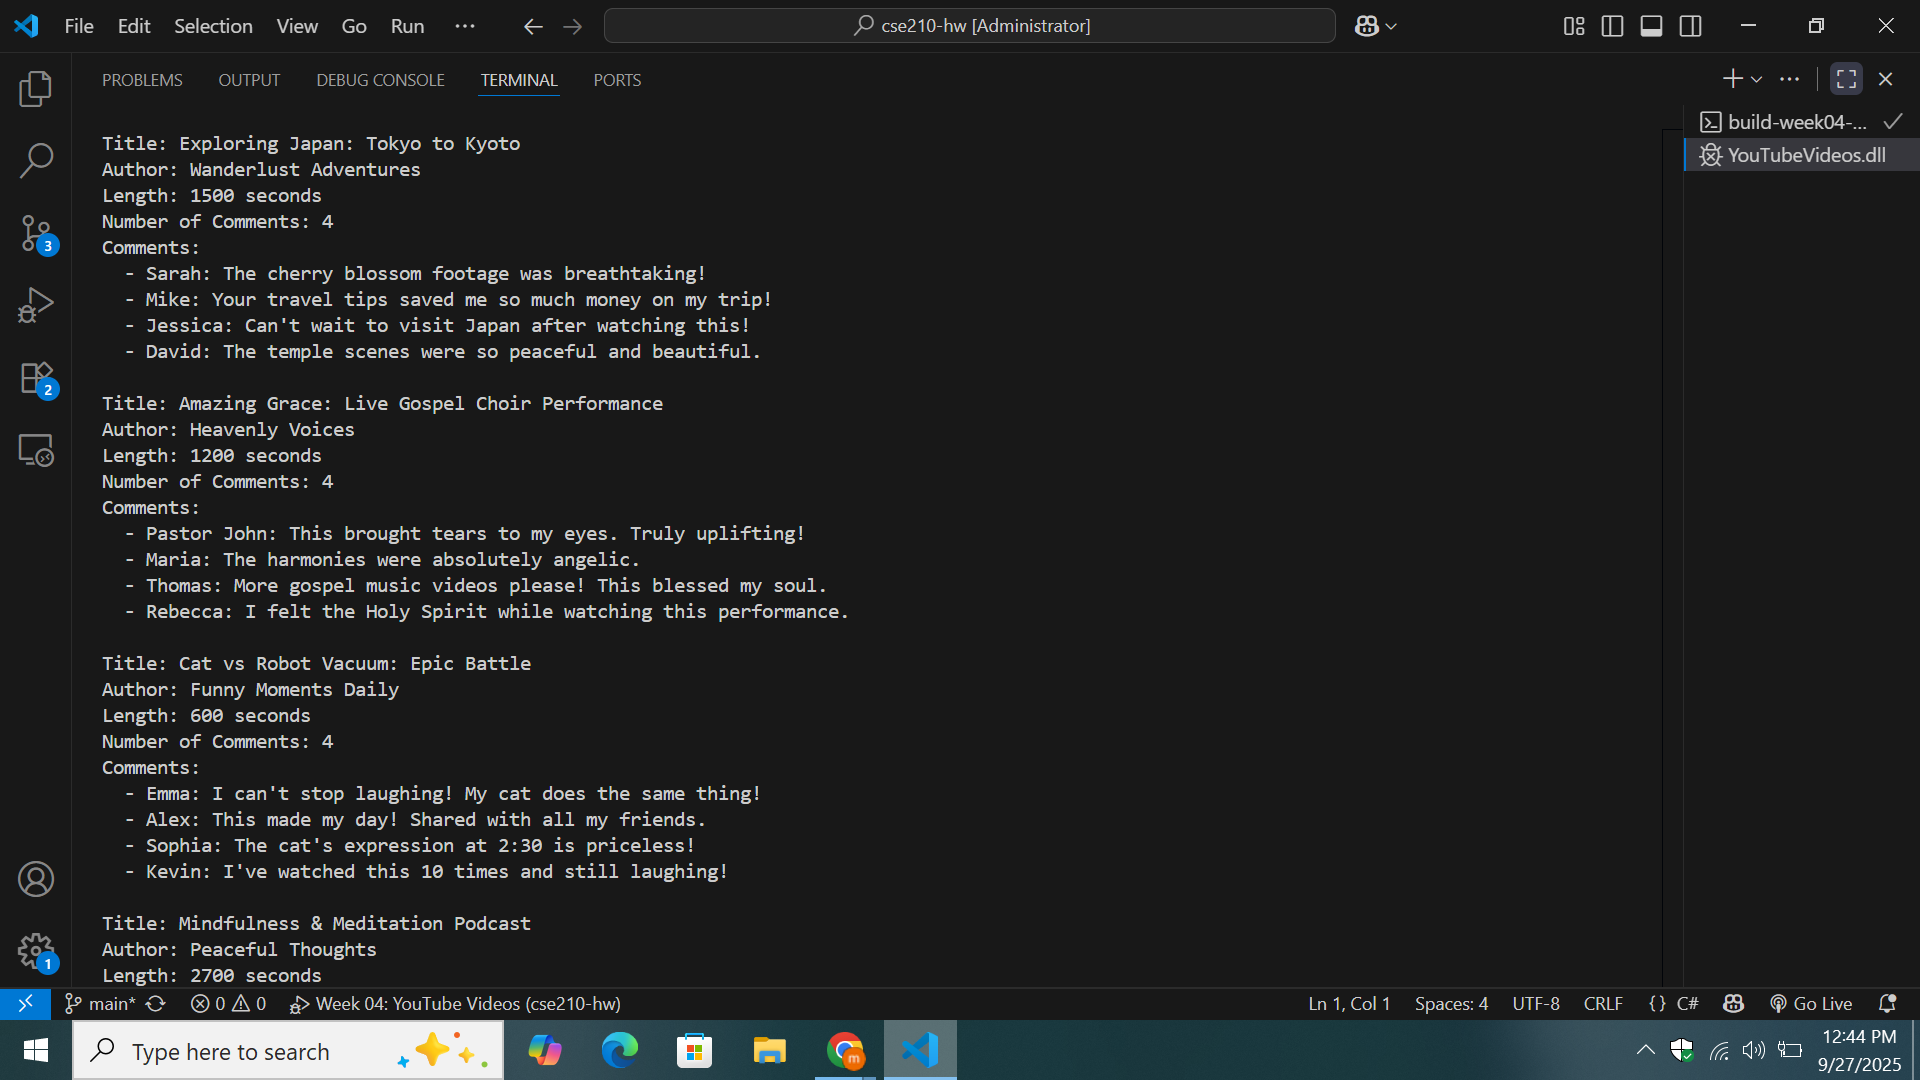 File Edit Selection View Go Run ··· cse210-hw [Administrator]
PROBLEMS OUTPUT DEBUG CONSOLE TERMINAL PORTS
build-week04-...
YouTubeVideos.dll
Title: Exploring Japan: Tokyo to Kyoto
Author: Wanderlust Adventures
Length: 1500 seconds
Number of Comments: 4
Comments:
- Sarah: The cherry blossom footage was breathtaking!
- Mike: Your travel tips saved me so much money on my trip!
- Jessica: Can't wait to visit Japan after watching this!
- David: The temple scenes were so peaceful and beautiful.
Title: Amazing Grace: Live Gospel Choir Performance
Author: Heavenly Voices
Length: 1200 seconds
Number of Comments: 4
Comments:
- Pastor John: This brought tears to my eyes. Truly uplifting!
- Maria: The harmonies were absolutely angelic.
- Thomas: More gospel music videos please! This blessed my soul.
- Rebecca: I felt the Holy Spirit while watching this performance.
Title: Cat vs Robot Vacuum: Epic Battle
Author: Funny Moments Daily
Length: 600 seconds
Number of Comments: 4
Comments:
- Emma: I can't stop laughing! My cat does the same thing!
- Alex: This made my day! Shared with all my friends.
- Sophia: The cat's expression at 2:30 is priceless!
- Kevin: I've watched this 10 times and still laughing!
Title: Mindfulness & Meditation Podcast
Author: Peaceful Thoughts
Length: 2700 seconds
3
2
1
main* 0 0 Week 04: YouTube Videos (cse210-hw) Ln 1, Col 1 Spaces: 4 UTF-8 CRLF {} C# Go Live
Type here to search
m
12:44 PM
9/27/2025